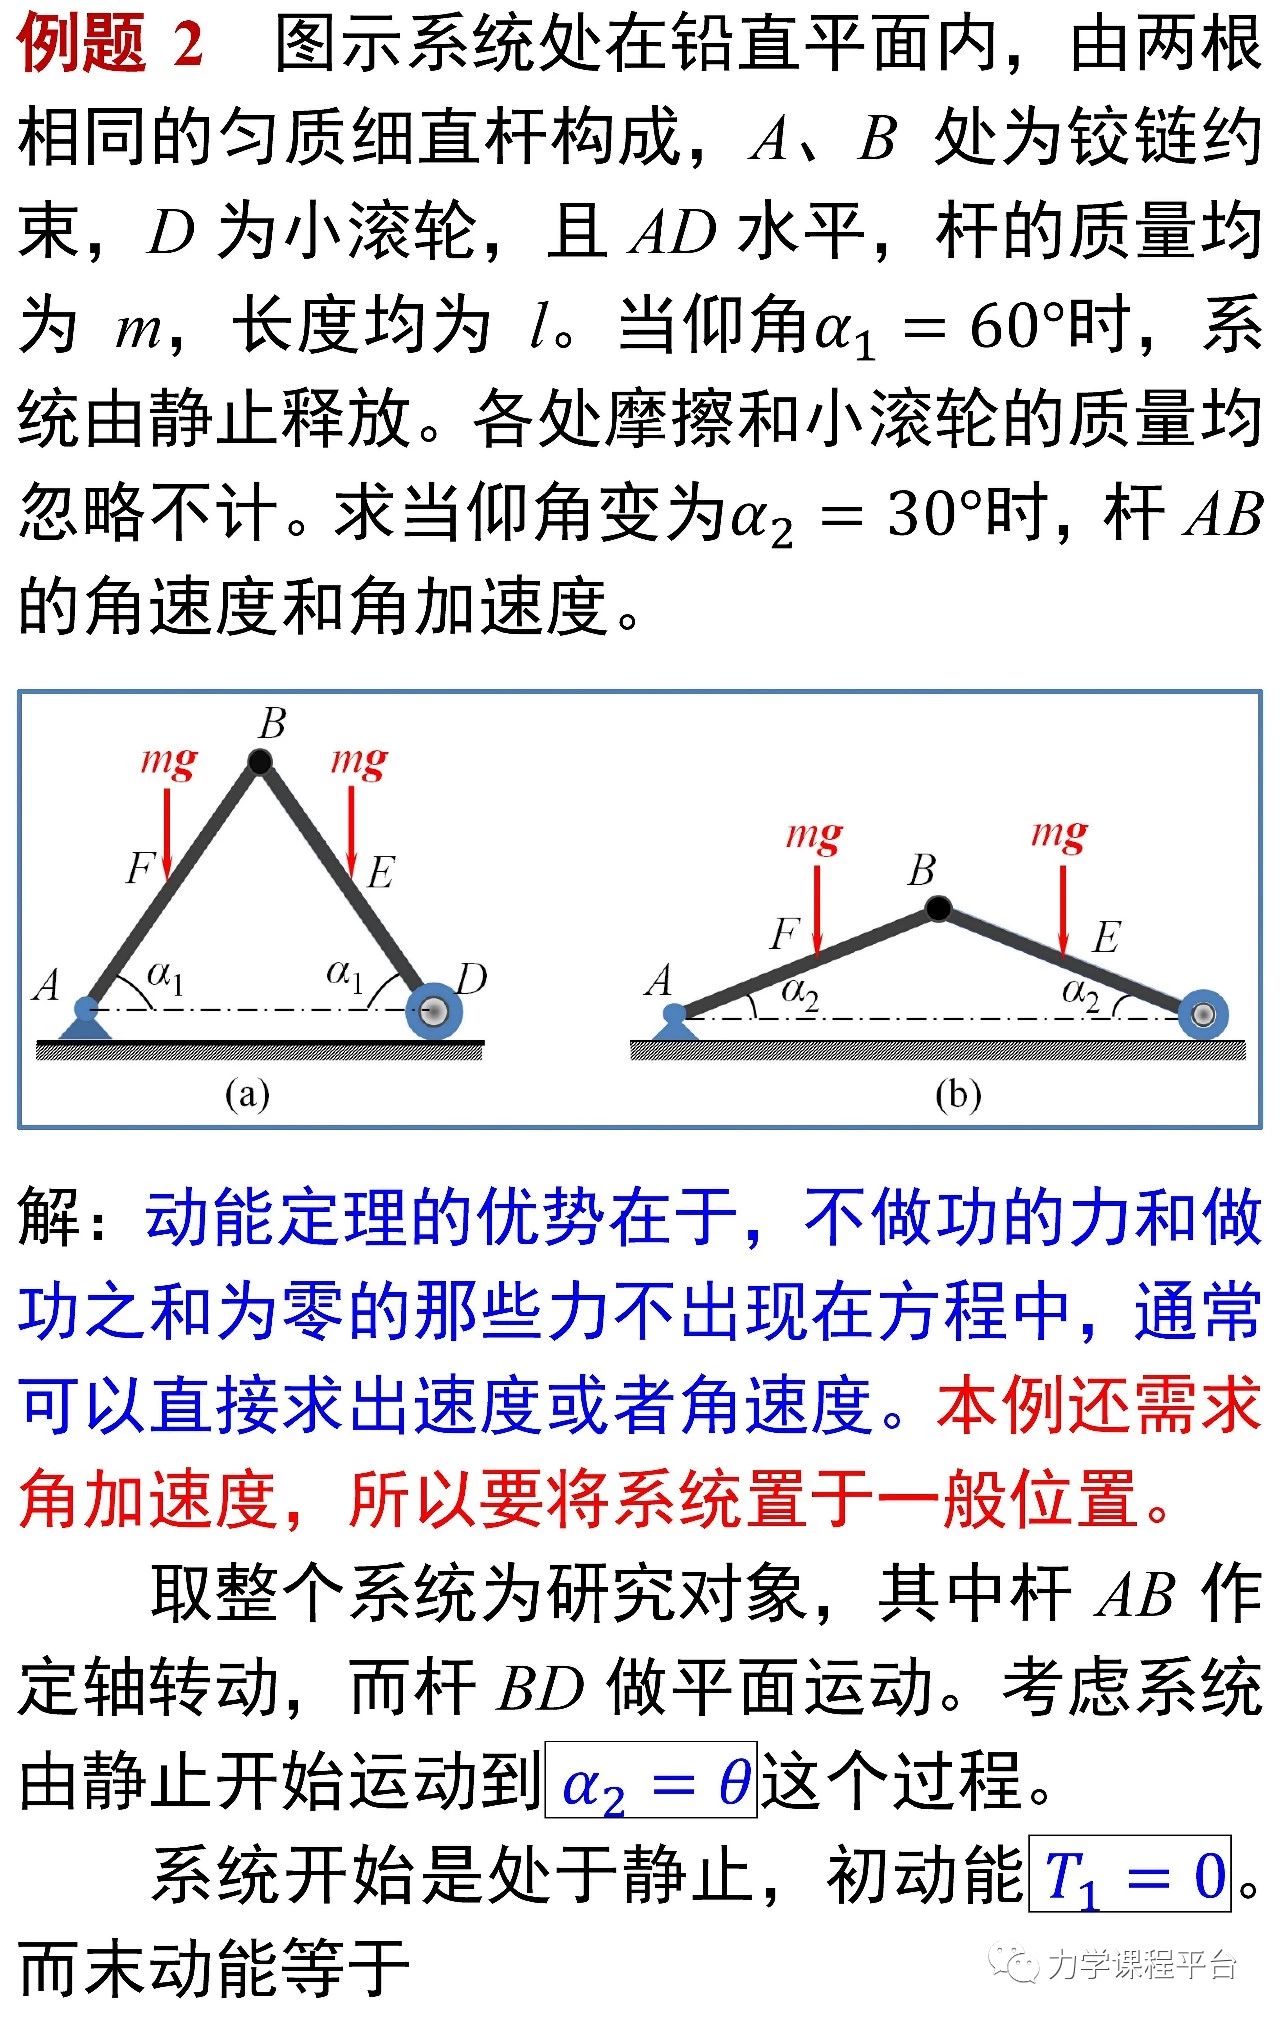 例题 2 图示系统处在铅直平面内，由两根
相同的匀质细直杆构成，A、B 处为铰链约
束，D 为小滚轮，且 AD 水平，杆的质量均
为 m，长度均为 l。当仰角α₁ = 60°时，系
统由静止释放。各处摩擦和小滚轮的质量均
忽略不计。求当仰角变为α₂ = 30°时，杆 AB
的角速度和角加速度。
B
mg mg
F E
A α₁ α₁ D
(a)
mg mg
B
F E
A α₂ α₂
(b)
解：动能定理的优势在于，不做功的力和做
功之和为零的那些力不出现在方程中，通常
可以直接求出速度或者角速度。本例还需求
角加速度，所以要将系统置于一般位置。
取整个系统为研究对象，其中杆 AB 作
定轴转动，而杆 BD 做平面运动。考虑系统
由静止开始运动到 α₂ = θ 这个过程。
系统开始是处于静止，初动能 T₁ = 0 。
而末动能等于
力学课程平台